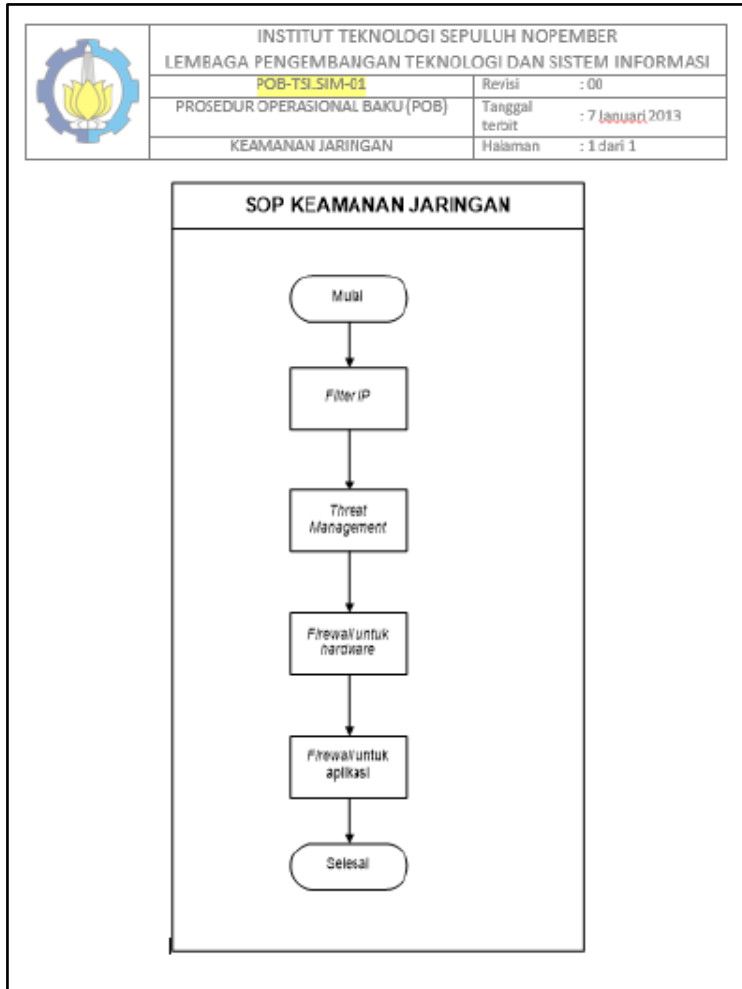 INSTITUT TEKNOLOGI SEPULUH NOPEMBER
LEMBAGA PENGEMBANGAN TEKNOLOGI DAN SISTEM INFORMASI
POB-TSI.SIM-01
Revisi : 00
PROSEDUR OPERASIONAL BAKU (POB)
Tanggal terbit : 7 Januari 2013
KEAMANAN JARINGAN
Halaman : 1 dari 1
SOP KEAMANAN JARINGAN
Mulai
Filter IP
Threat
Management
Firewall untuk
hardware
Firewall untuk
aplikasi
Selesai